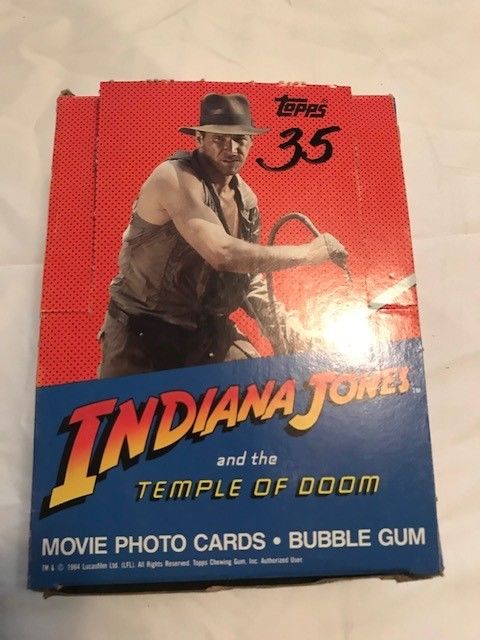 Topps
35
INDIANA JONES™
and the
TEMPLE OF DOOM
MOVIE PHOTO CARDS • BUBBLE GUM
TM & © 1984 Lucasfilm Ltd. (LFL). All Rights Reserved. Topps Chewing Gum, Inc. Authorized User.